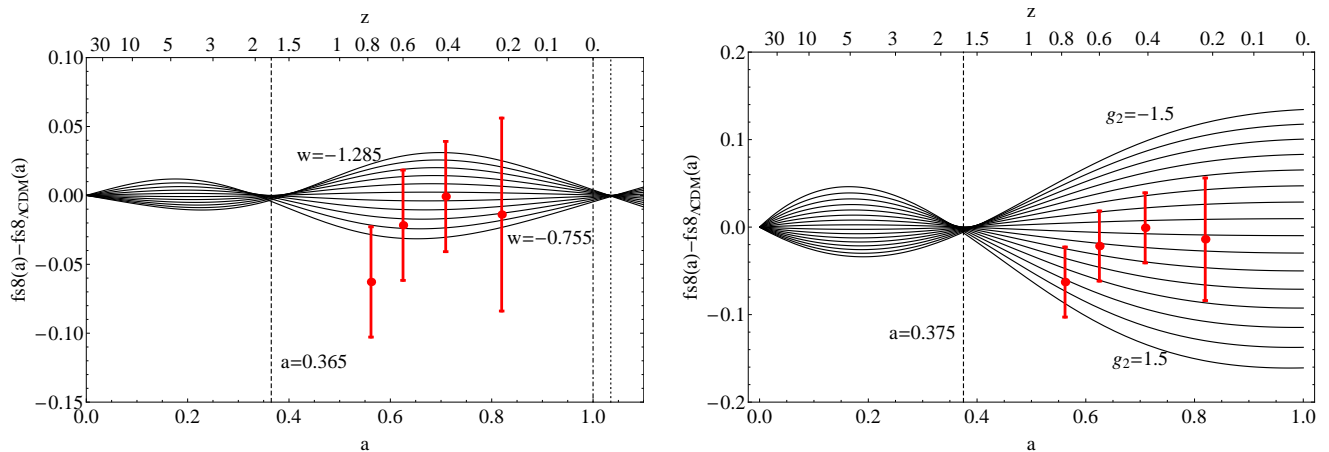 z
30 10 5 3 2 1.5 1 0.8 0.6 0.4 0.2 0.1 0.
0.10
0.05
0.00
−0.05
−0.10
−0.15
fs8(a)−fs8ΛCDM(a)
w=−1.285
w=−0.755
a=0.365
0.0 0.2 0.4 0.6 0.8 1.0
a
z
30 10 5 3 2 1.5 1 0.8 0.6 0.4 0.2 0.1 0.
0.2
0.1
0.0
−0.1
−0.2
fs8(a)−fs8ΛCDM(a)
g₂=−1.5
a=0.375
g₂=1.5
0.0 0.2 0.4 0.6 0.8 1.0
a